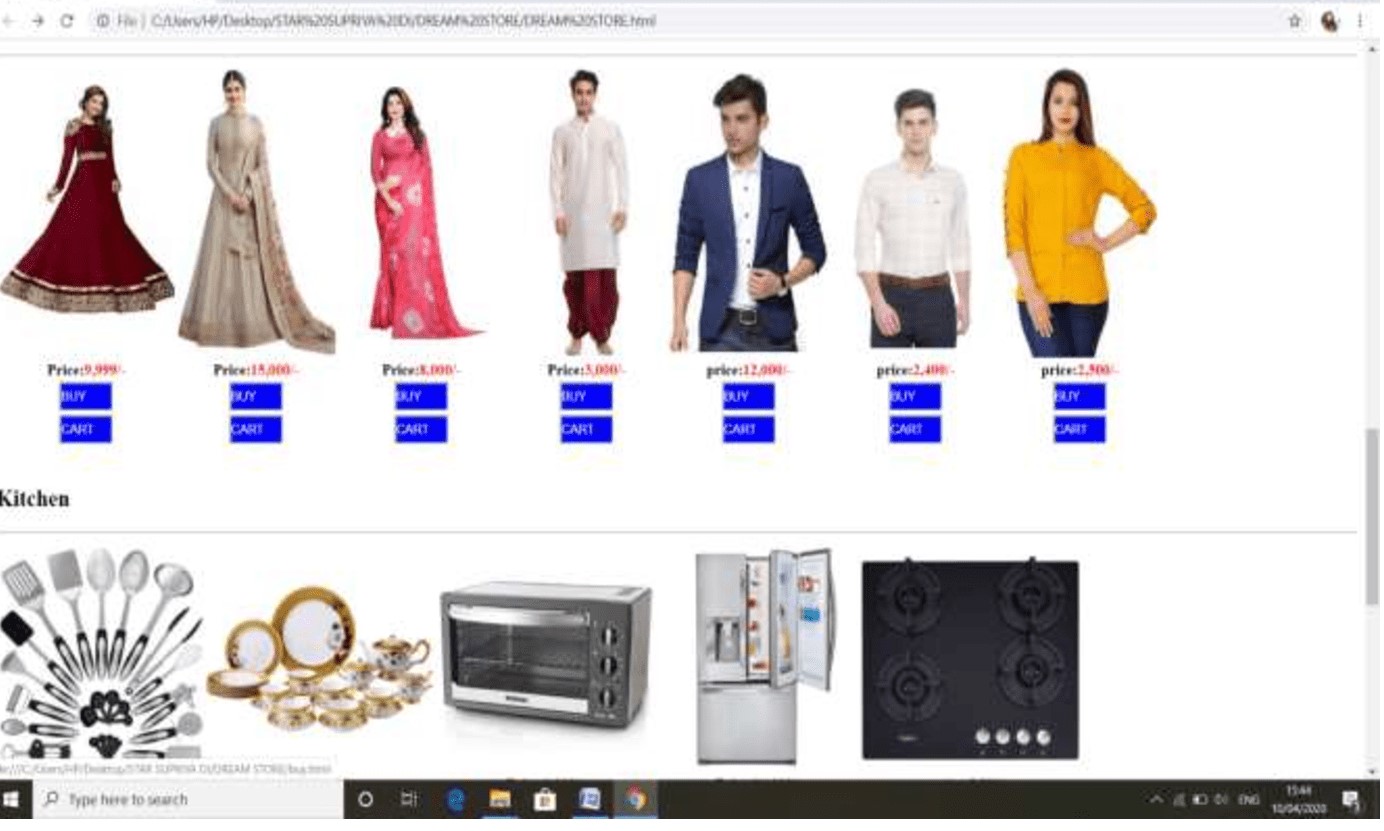 File | C:/Users/HP/Desktop/STAR%20SUPRIYA%20DI/DREAM%20STORE/DREAM%20STORE.html
Price:9,999/- Price:15,000/- Price:8,000/- Price:3,000/- price:12,000/- price:2,400/- price:2,500/-
BUY BUY BUY BUY BUY BUY BUY
CART CART CART CART CART CART CART
Kitchen
file:///C:/Users/HP/Desktop/STAR SUPRIYA DI/DREAM STORE/buy.html
Type here to search
ENG
15:44
10/04/2020